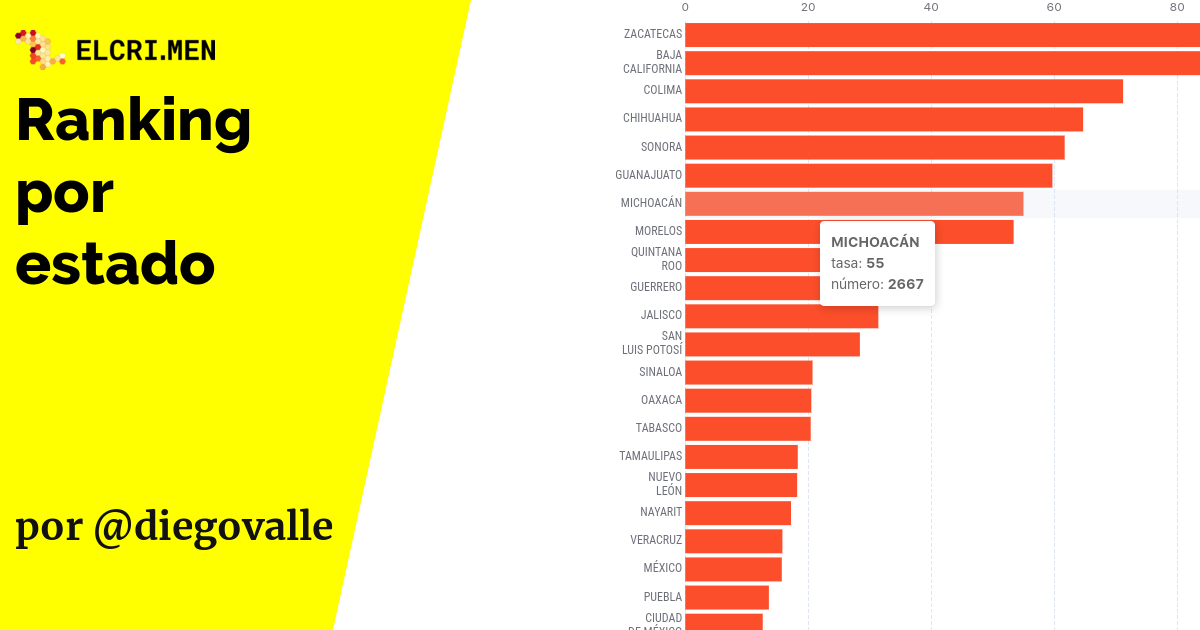 ELCRI.MEN
Ranking
por
estado
por @diegovalle
0 20 40 60 80
ZACATECAS
BAJA
CALIFORNIA
COLIMA
CHIHUAHUA
SONORA
GUANAJUATO
MICHOACÁN
MORELOS
QUINTANA
ROO
GUERRERO
JALISCO
SAN
LUIS POTOSÍ
SINALOA
OAXACA
TABASCO
TAMAULIPAS
NUEVO
LEÓN
NAYARIT
VERACRUZ
MÉXICO
PUEBLA
CIUDAD
DE MÉXICO
MICHOACÁN
tasa: 55
número: 2667